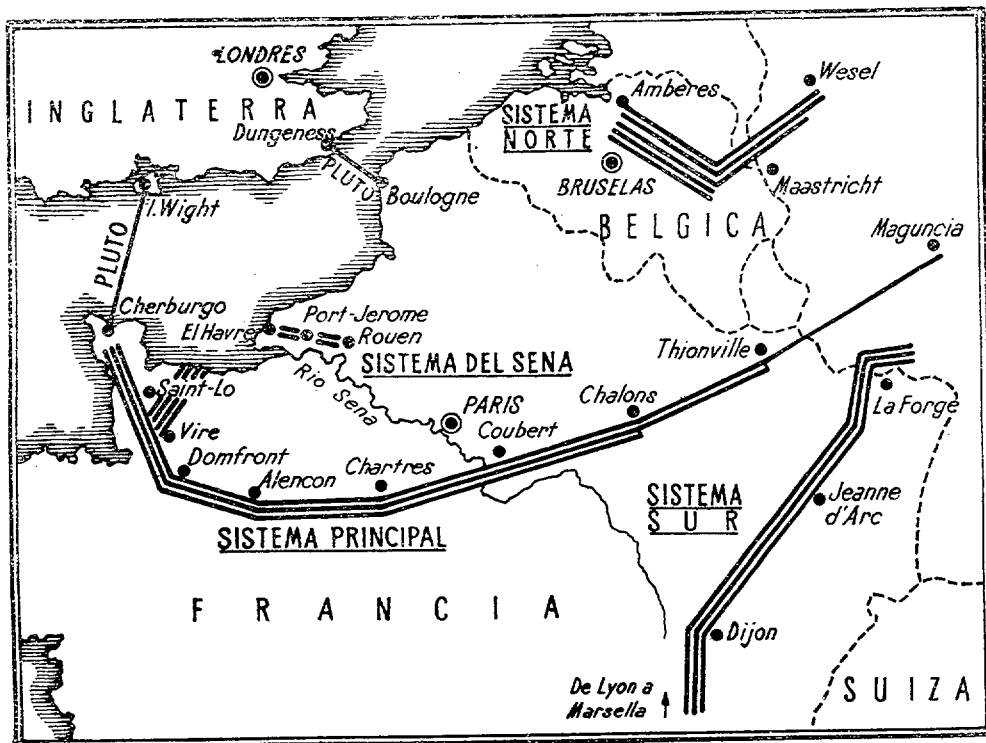 LONDRES
INGLATERRA
Dungeness
PLUTO
Boulogne
I. Wight
PLUTO
Cherburgo
El Havre
Port-Jerome
Rouen
SISTEMA DEL SENA
Rio Sena
Saint-Lo
Vire
Domfront
Alencon
Chartres
PARIS
Coubert
Chalons
Thionville
Maguncia
SISTEMA PRINCIPAL
SISTEMA
NORTE
Amberes
Wesel
BRUSELAS
Maastricht
BELGICA
La Forge
SISTEMA
SUR
Jeanne
d'Arc
Dijon
De Lyon a
Marsella
FRANCIA
SUIZA